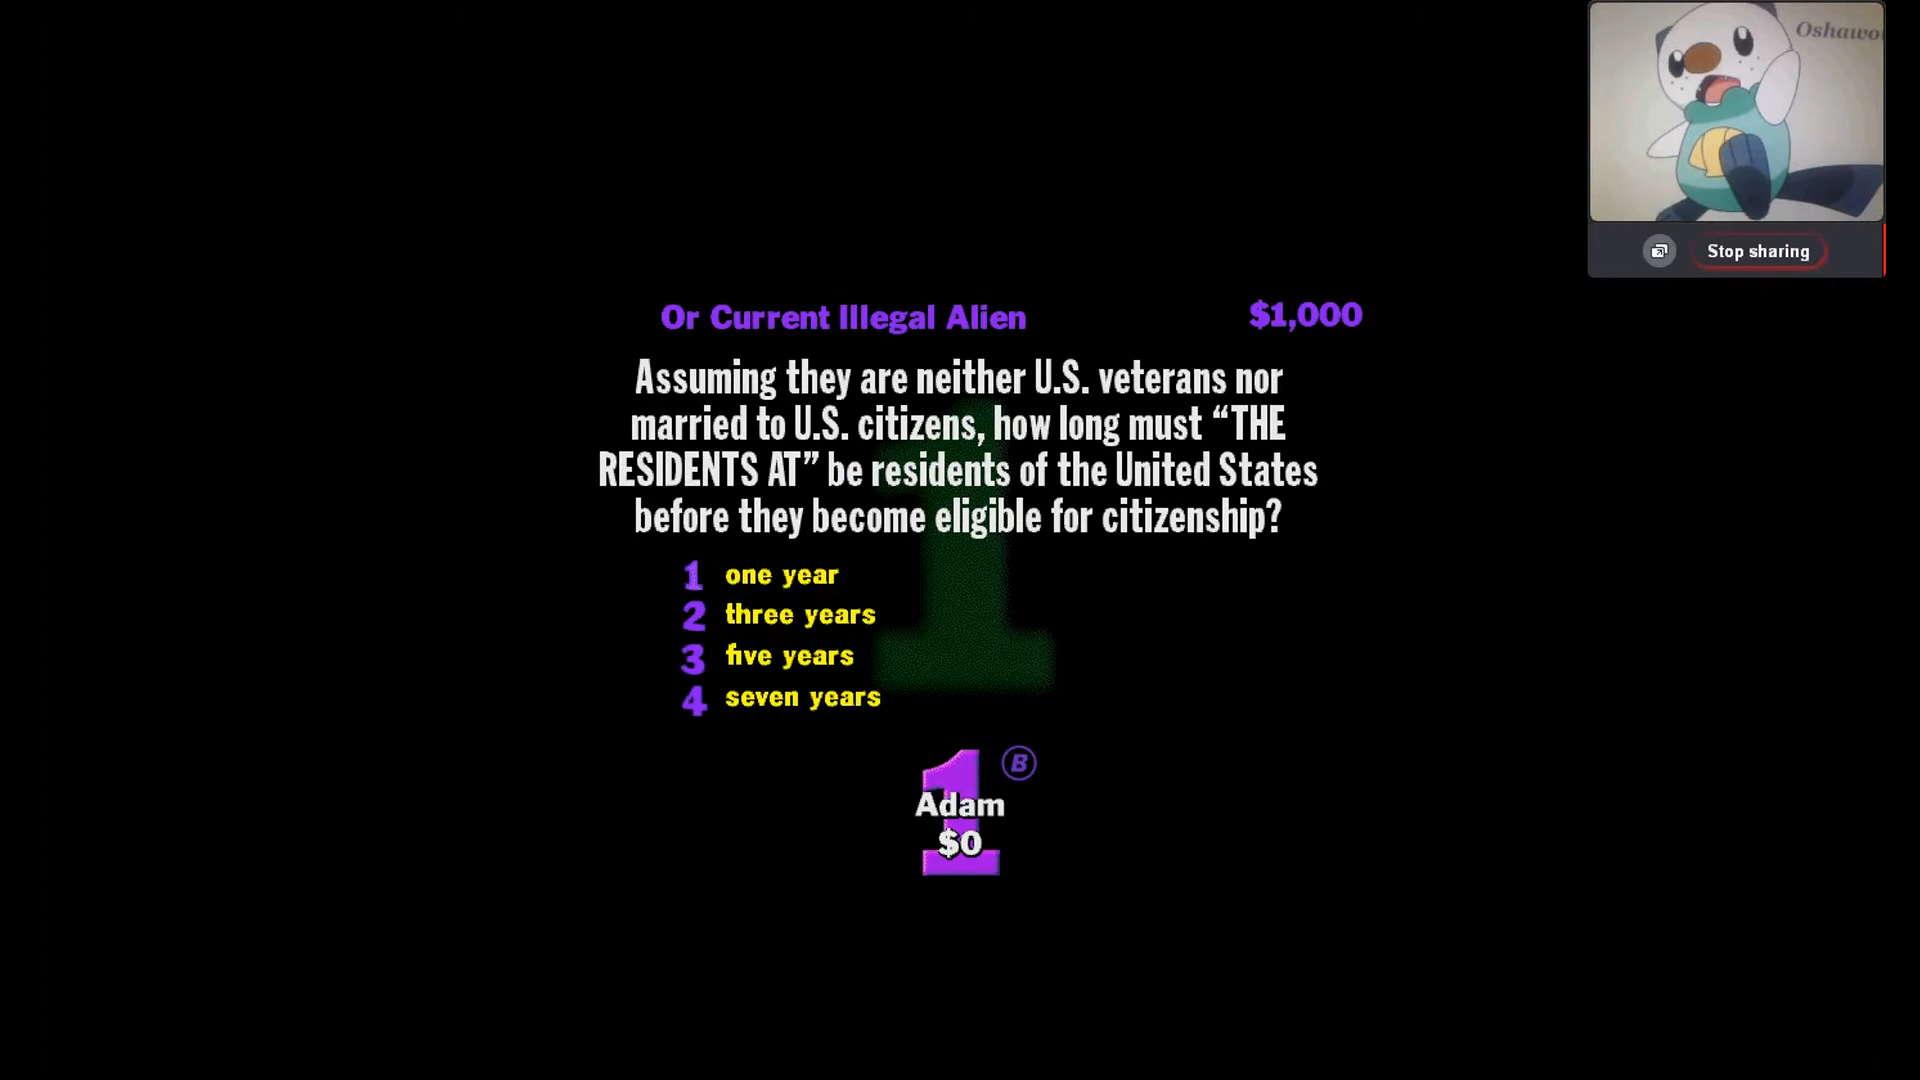 Oshawo
Stop sharing
Or Current Illegal Alien $1,000
Assuming they are neither U.S. veterans nor
married to U.S. citizens, how long must “THE
RESIDENTS AT” be residents of the United States
before they become eligible for citizenship?
1 one year
2 three years
3 five years
4 seven years
1
B
Adam
$0